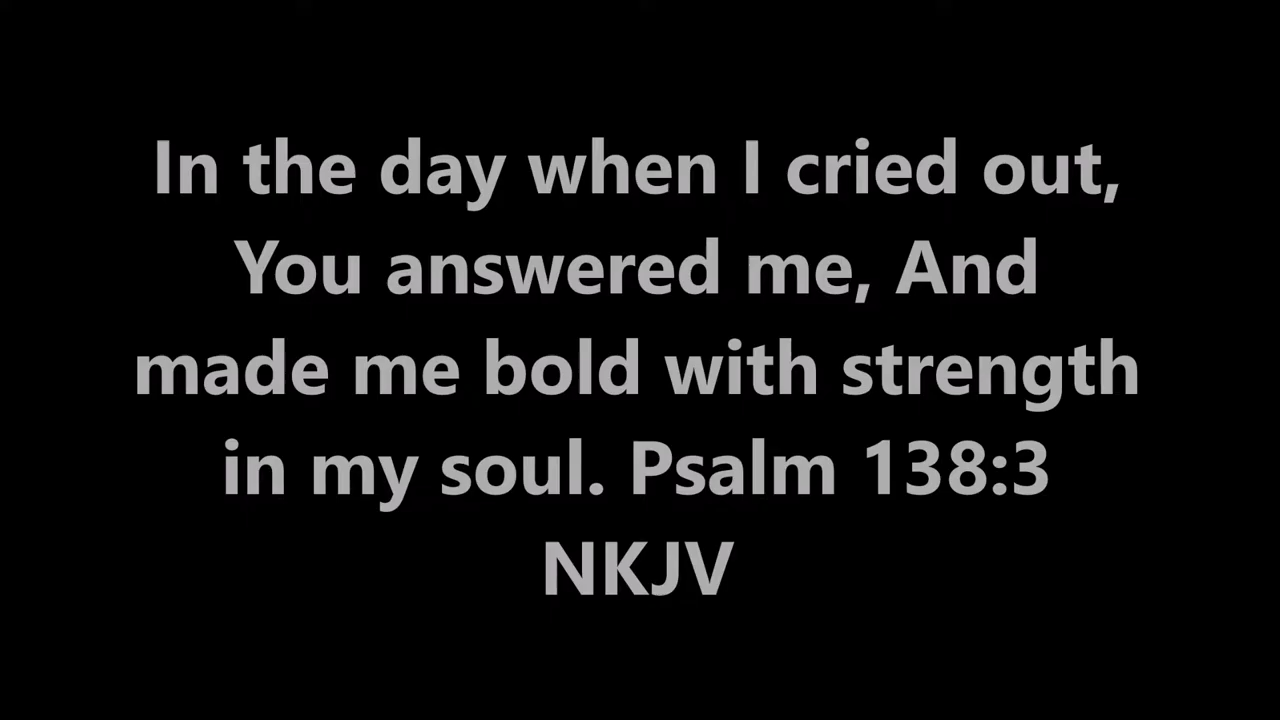 In the day when I cried out,
You answered me, And
made me bold with strength
in my soul. Psalm 138:3
NKJV